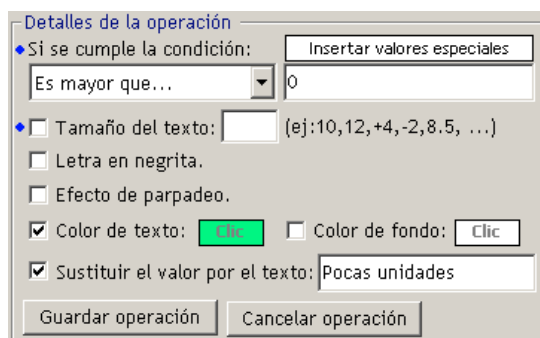 Detalles de la operación
Si se cumple la condición: Insertar valores especiales
Es mayor que... 0
Tamaño del texto: (ej:10,12,+4,-2,8.5, ...)
Letra en negrita.
Efecto de parpadeo.
Color de texto: Clic Color de fondo: Clic
Sustituir el valor por el texto: Pocas unidades
Guardar operación Cancelar operación